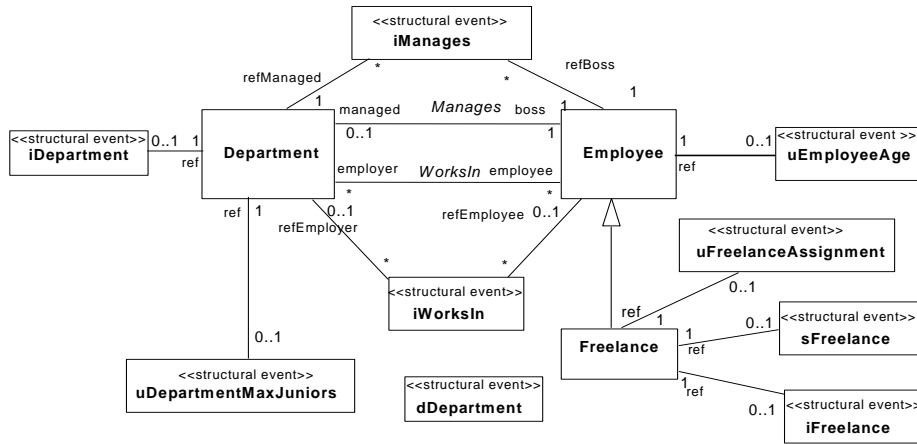 <<structural event>>
iManages
refManaged
*
*
refBoss
1
1
managed
Manages
boss
1
<<structural event>>
iDepartment
0..1
1
ref
Department
0..1
1
Employee
1
ref
0..1
<<structural event >>
uEmployeeAge
employer
WorksIn
employee
*
*
ref
1
0..1
refEmployer
refEmployee
0..1
<<structural event>>
uFreelanceAssignment
*
*
<<structural event>>
iWorksIn
0..1
ref
1
<<structural event>>
sFreelance
0..1
1
ref
Freelance
0..1
<<structural event>>
uDepartmentMaxJuniors
<<structural event>>
dDepartment
1
ref
0..1
<<structural event>>
iFreelance